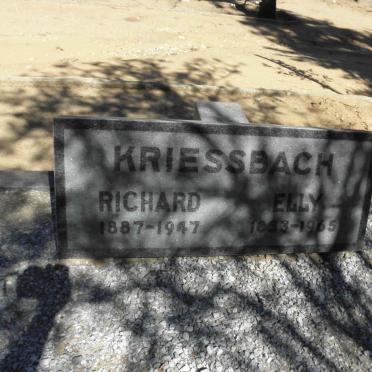 KRIESSBACH
RICHARD ELLY
1887-1947